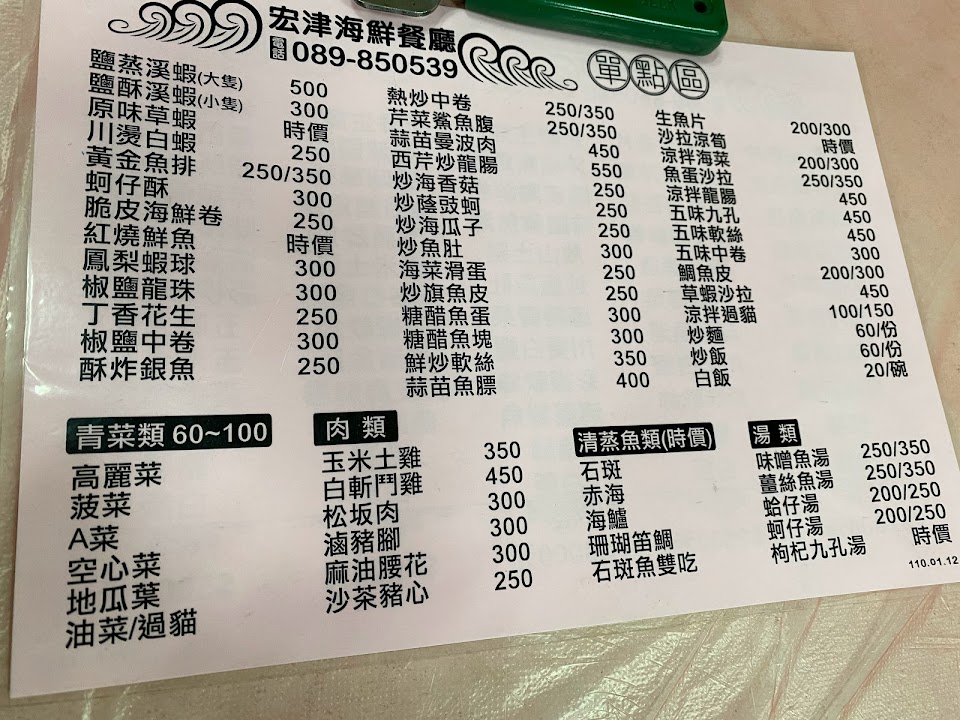 宏津海鮮餐廳
電話 089-850539
單點區
鹽蒸溪蝦(大隻) 500
鹽酥溪蝦(小隻) 300
原味草蝦 時價
川燙白蝦 250
黃金魚排 250/350
蚵仔酥 300
脆皮海鮮卷 250
紅燒鮮魚 時價
鳳梨蝦球 300
椒鹽龍珠 300
丁香花生 250
椒鹽中卷 300
酥炸銀魚 250
熱炒中卷 250/350
芹菜鯊魚腹 250/350
蒜苗曼波肉 450
西芹炒龍腸 550
炒海香菇 250
炒蔭豉蚵 250
炒海瓜子 250
炒魚肚 300
海菜滑蛋 250
炒旗魚皮 250
糖醋魚蛋 300
糖醋魚塊 300
鮮炒軟絲 350
蒜苗魚膘 400
生魚片 200/300
沙拉涼筍 時價
涼拌海菜 200/300
魚蛋沙拉 250/350
涼拌龍腸 450
五味九孔 450
五味軟絲 450
五味中卷 300
鯛魚皮 200/300
草蝦沙拉 450
涼拌過貓 100/150
炒麵 60/份
炒飯 60/份
白飯 20/碗
青菜類 60~100
高麗菜
菠菜
A菜
空心菜
地瓜葉
油菜/過貓
肉類
玉米土雞 350
白斬鬥雞 450
松坂肉 300
滷豬腳 300
麻油腰花 300
沙茶豬心 250
清蒸魚類(時價)
石斑
赤海
海鱸
珊瑚笛鯛
石斑魚雙吃
湯類
味噌魚湯 250/350
薑絲魚湯 250/350
蛤仔湯 200/250
蚵仔湯 200/250
枸杞九孔湯 時價
110.01.12